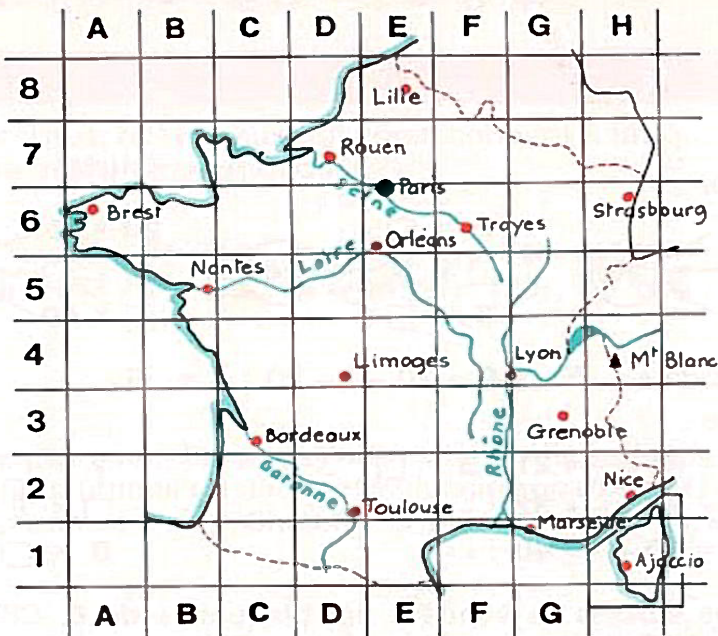 A B C D E F G H
8
Lille
7
Rouen
Seine
Paris
6
Brest
Troyes
Strasbourg
Orléans
Loire
Nantes
5
4
Lyon
Mt Blanc
Limoges
3
Grenoble
Bordeaux
Rhône
Garonne
2
Nice
Toulouse
Marseille
1
Ajaccio
A B C D E F G H